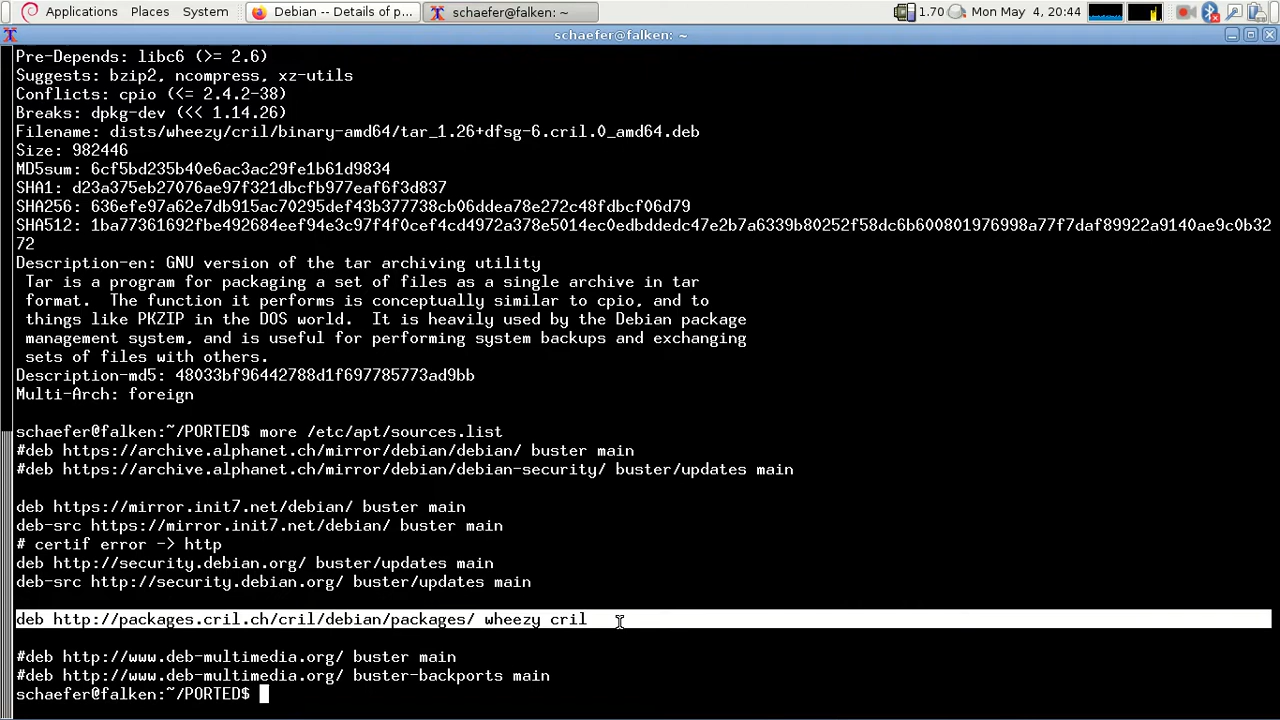 Applications Places System Debian -- Details of p... schaefer@falken: ~ 1.70 Mon May 4, 20:44
schaefer@falken: ~
Pre-Depends: libc6 (>= 2.6)
Suggests: bzip2, ncompress, xz-utils
Conflicts: cpio (<= 2.4.2-38)
Breaks: dpkg-dev (<< 1.14.26)
Filename: dists/wheezy/cril/binary-amd64/tar_1.26+dfsg-6.cril.0_amd64.deb
Size: 982446
MD5sum: 6cf5bd235b40e6ac3ac29fe1b61d9834
SHA1: d23a375eb27076ae97f321dbcfb977eaf6f3d837
SHA256: 636efe97a62e7db915ac70295def43b377738cb06ddea78e272c48fdbcf06d79
SHA512: 1ba77361692fbe492684eef94e3c97f4f0cef4cd4972a378e5014ec0edbddedc47e2b7a6339b80252f58dc6b600801976998a77f7daf89922a9140ae9c0b32
72
Description-en: GNU version of the tar archiving utility
Tar is a program for packaging a set of files as a single archive in tar
format. The function it performs is conceptually similar to cpio, and to
things like PKZIP in the DOS world. It is heavily used by the Debian package
management system, and is useful for performing system backups and exchanging
sets of files with others.
Description-md5: 48033bf96442788d1f697785773ad9bb
Multi-Arch: foreign
schaefer@falken:~/PORTED$ more /etc/apt/sources.list
#deb https://archive.alphanet.ch/mirror/debian/debian/ buster main
#deb https://archive.alphanet.ch/mirror/debian/debian-security/ buster/updates main
deb https://mirror.init7.net/debian/ buster main
deb-src https://mirror.init7.net/debian/ buster main
# certif error -> http
deb http://security.debian.org/ buster/updates main
deb-src http://security.debian.org/ buster/updates main
deb http://packages.cril.ch/cril/debian/packages/ wheezy cril
#deb http://www.deb-multimedia.org/ buster main
#deb http://www.deb-multimedia.org/ buster-backports main
schaefer@falken:~/PORTED$